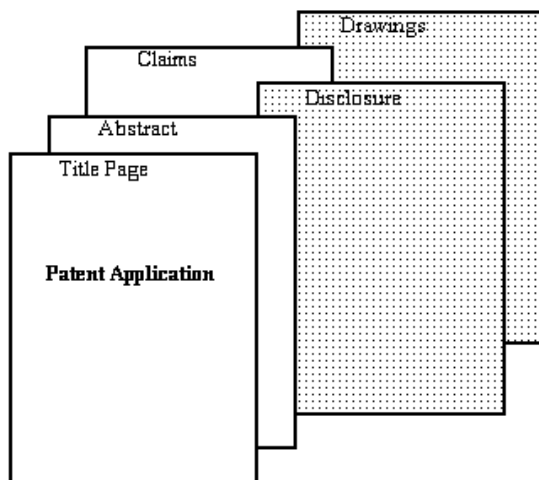 Drawings
Claims
Disclosure
Abstract
Title Page
Patent Application